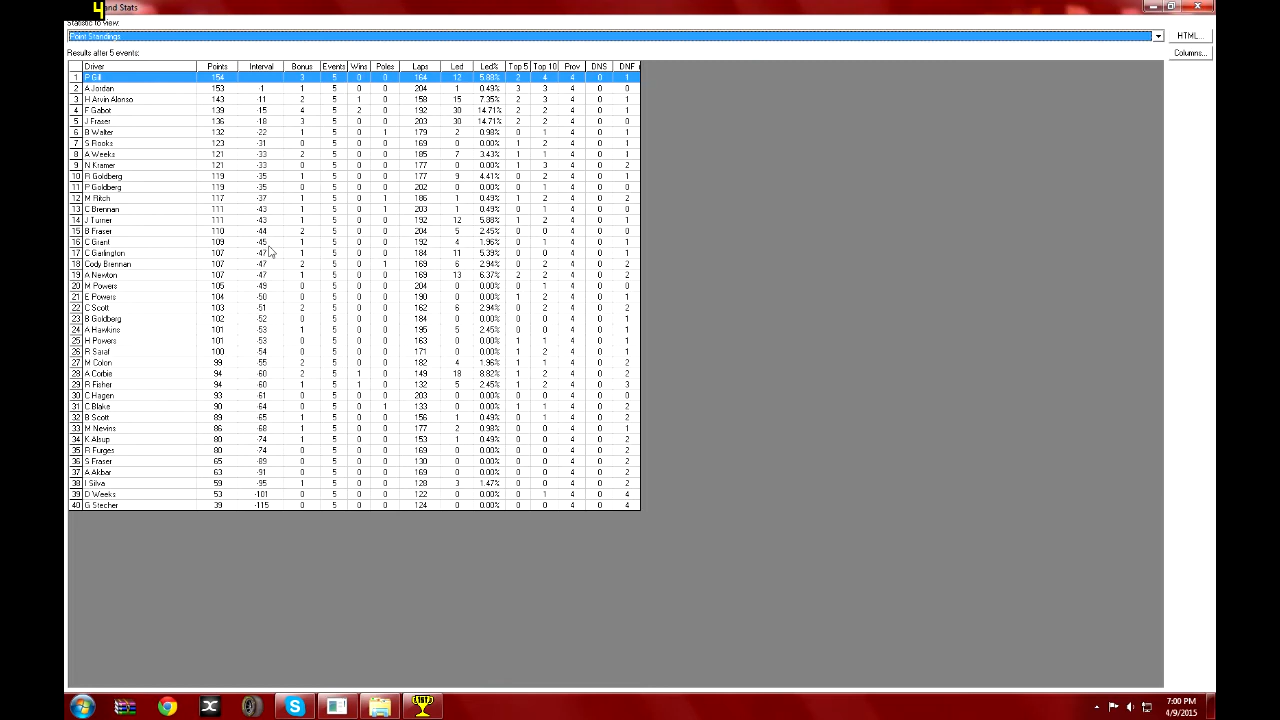 4 and Stats
Statistic to view:
Point Standings
HTML...
Results after 5 events:
Columns...
Driver Points Interval Bonus Events Wins Poles Laps Led Led% Top 5 Top 10 Prov DNS DNF
1 P Gill 154 3 5 0 0 164 12 5.88% 2 4 4 0 1
2 A Jordan 153 -1 1 5 0 0 204 1 0.49% 3 3 4 0 0
3 H Arvin Alonso 143 -11 2 5 1 0 158 15 7.35% 2 3 4 0 1
4 F Gabot 139 -15 4 5 2 0 192 30 14.71% 2 2 4 0 1
5 J Fraser 136 -18 3 5 0 0 203 30 14.71% 2 2 4 0 0
6 B Walter 132 -22 1 5 0 1 179 2 0.98% 0 1 4 0 1
7 S Rooks 123 -31 0 5 0 0 169 0 0.00% 1 2 4 0 1
8 A Weeks 121 -33 2 5 0 0 185 7 3.43% 1 1 4 0 1
9 N Kramer 121 -33 0 5 0 0 177 0 0.00% 1 3 4 0 2
10 R Goldberg 119 -35 1 5 0 0 177 9 4.41% 0 2 4 0 1
11 P Goldberg 119 -35 0 5 0 0 202 0 0.00% 0 1 4 0 0
12 M Ritch 117 -37 1 5 0 1 186 1 0.49% 0 2 4 0 2
13 C Brennan 111 -43 1 5 0 1 203 1 0.49% 0 0 4 0 0
14 J Turner 111 -43 1 5 0 0 192 12 5.88% 1 2 4 0 1
15 B Fraser 110 -44 2 5 0 0 204 5 2.45% 0 0 4 0 0
16 C Grant 109 -45 1 5 0 0 192 4 1.96% 0 1 4 0 1
17 C Garlington 107 -47 1 5 0 0 184 11 5.39% 0 0 4 0 1
18 Cody Brennan 107 -47 2 5 0 1 169 6 2.94% 0 0 4 0 2
19 A Newton 107 -47 1 5 0 0 169 13 6.37% 2 2 4 0 2
20 M Powers 105 -49 0 5 0 0 204 0 0.00% 0 1 4 0 0
21 E Powers 104 -50 0 5 0 0 190 0 0.00% 1 2 4 0 1
22 C Scott 103 -51 2 5 0 0 162 6 2.94% 0 1 4 0 2
23 B Goldberg 102 -52 0 5 0 0 184 0 0.00% 0 0 4 0 1
24 A Hawkins 101 -53 1 5 0 0 195 5 2.45% 0 0 4 0 1
25 H Powers 101 -53 0 5 0 0 163 0 0.00% 1 1 4 0 1
26 R Sarat 100 -54 0 5 0 0 171 0 0.00% 1 2 4 0 1
27 M Colon 99 -55 2 5 0 0 182 4 1.96% 1 1 4 0 2
28 A Corbie 94 -60 2 5 1 0 149 18 8.82% 1 2 4 0 2
29 R Fisher 94 -60 1 5 1 0 132 5 2.45% 1 2 4 0 3
30 C Hagen 93 -61 0 5 0 0 203 0 0.00% 0 0 4 0 0
31 C Blake 90 -64 0 5 0 1 133 0 0.00% 1 1 4 0 2
32 B Scott 89 -65 1 5 0 0 156 1 0.49% 0 1 4 0 2
33 M Nevins 86 -68 1 5 0 0 177 2 0.98% 0 0 4 0 1
34 K Alsup 80 -74 1 5 0 0 153 1 0.49% 0 0 4 0 2
35 R Furges 80 -74 0 5 0 0 169 0 0.00% 0 0 4 0 2
36 S Fraser 65 -89 0 5 0 0 130 0 0.00% 0 0 4 0 2
37 A Akbar 63 -91 0 5 0 0 169 0 0.00% 0 0 4 0 2
38 I Silva 59 -95 1 5 0 0 128 3 1.47% 0 0 4 0 2
39 D Weeks 53 -101 0 5 0 0 122 0 0.00% 0 1 4 0 4
40 G Stecher 39 -115 0 5 0 0 124 0 0.00% 0 0 4 0 4
7:00 PM
4/9/2015